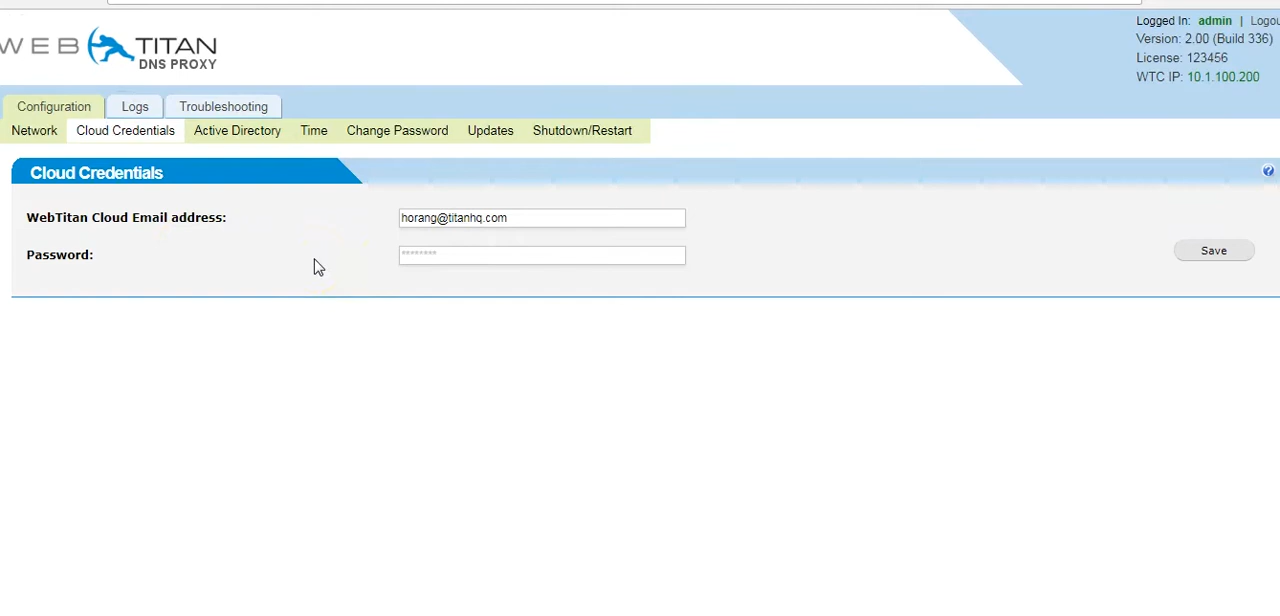 Logged In: admin | Logou
WEB TITAN
DNS PROXY
Version: 2.00 (Build 336)
License: 123456
WTC IP: 10.1.100.200
Configuration Logs Troubleshooting
Network Cloud Credentials Active Directory Time Change Password Updates Shutdown/Restart
Cloud Credentials ?
WebTitan Cloud Email address: horang@titanhq.com
Password: ********
Save